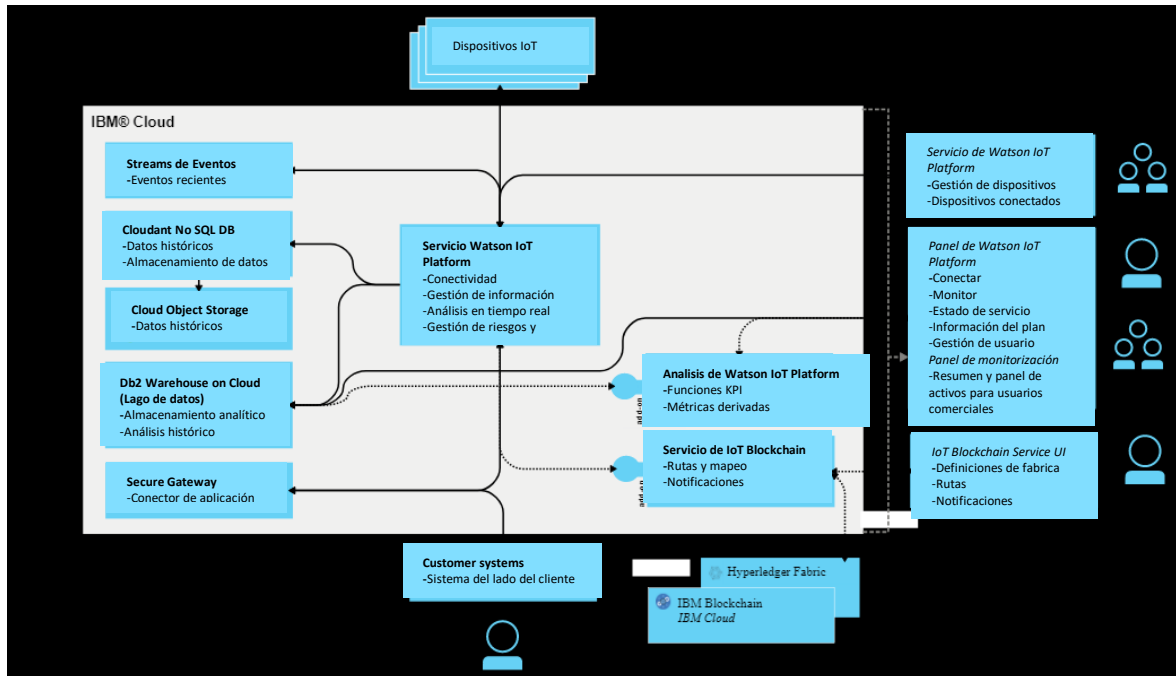 Dispositivos IoT
IBM® Cloud
Streams de Eventos
-Eventos recientes
Cloudant No SQL DB
-Datos históricos
-Almacenamiento de datos
Cloud Object Storage
-Datos históricos
Db2 Warehouse on Cloud
(Lago de datos)
-Almacenamiento analítico
-Análisis histórico
Secure Gateway
-Conector de aplicación
Servicio Watson IoT
Platform
-Conectividad
-Gestión de información
-Análisis en tiempo real
-Gestión de riesgos y
add-on
Analisis de Watson IoT Platform
-Funciones KPI
-Métricas derivadas
add-on
Servicio de IoT Blockchain
-Rutas y mapeo
-Notificaciones
Servicio de Watson IoT
Platform
-Gestión de dispositivos
-Dispositivos conectados
Panel de Watson IoT
Platform
-Conectar
-Monitor
-Estado de servicio
-Información del plan
-Gestión de usuario
Panel de monitorización
-Resumen y panel de
activos para usuarios
comerciales
IoT Blockchain Service UI
-Definiciones de fabrica
-Rutas
-Notificaciones
Customer systems
-Sistema del lado del cliente
Hyperledger Fabric
IBM Blockchain
IBM Cloud